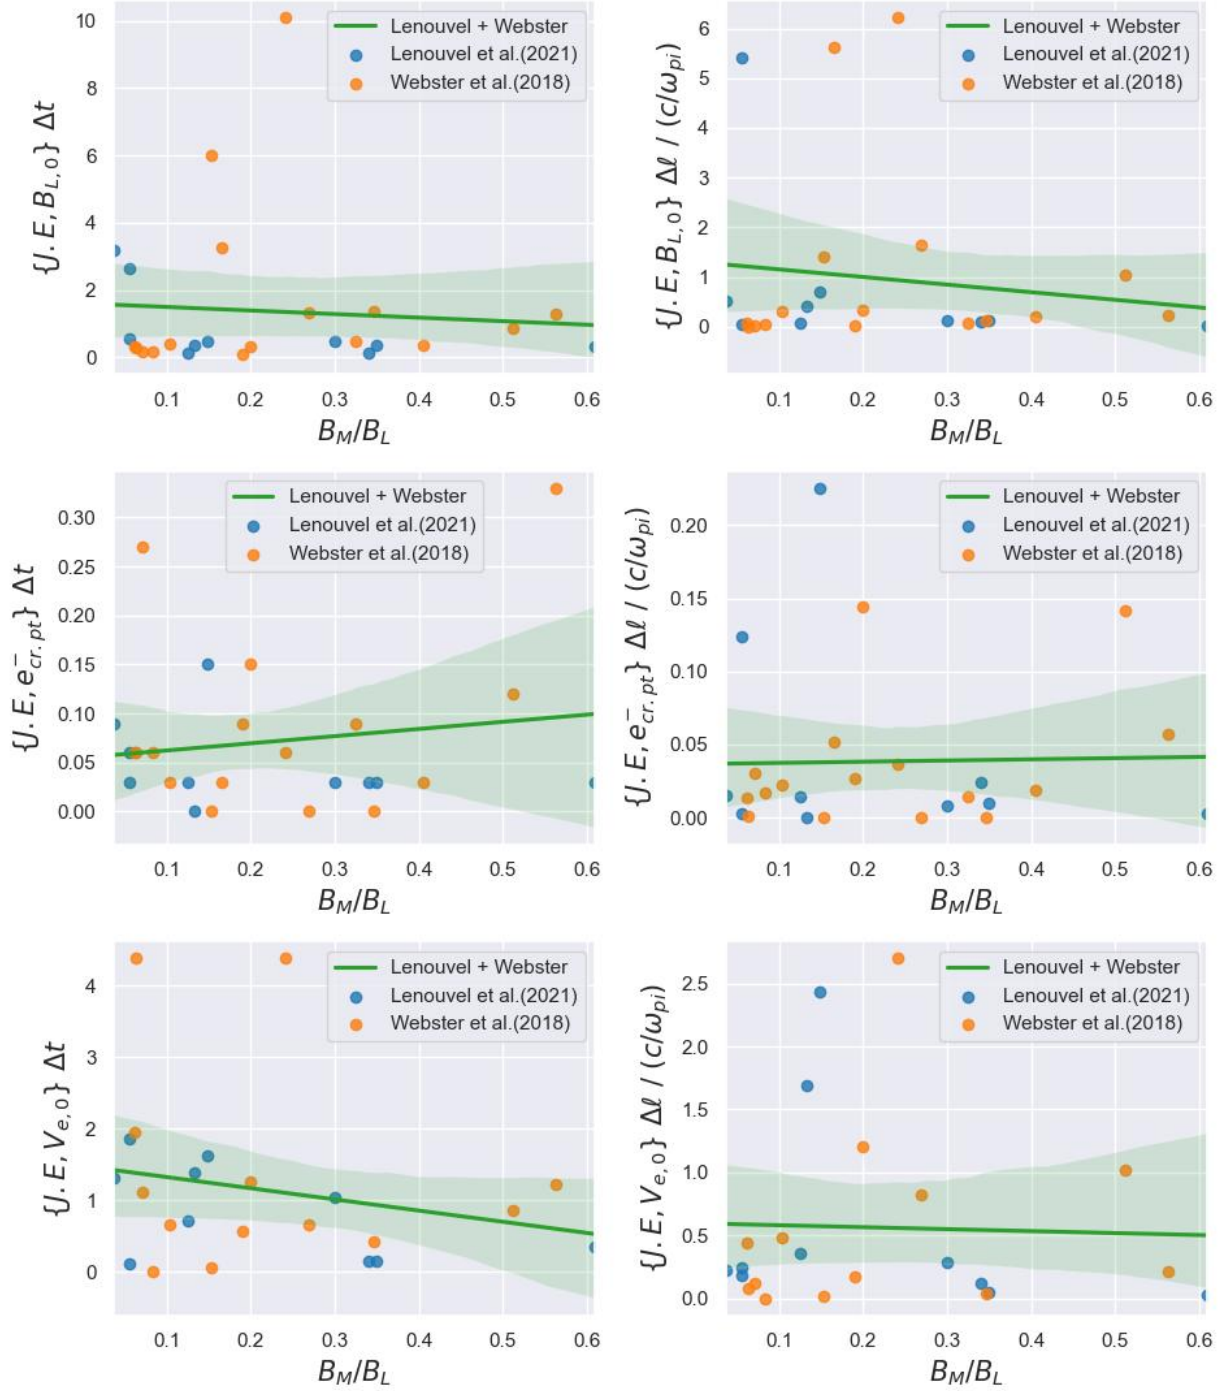 {J.E, B_{L,0}} Δt
10
8
6
4
2
0
Lenouvel + Webster
Lenouvel et al.(2021)
Webster et al.(2018)
0.1 0.2 0.3 0.4 0.5 0.6
B_M/B_L
{J.E, B_{L,0}} Δℓ / (c/ω_{pi})
6
5
4
3
2
1
0
Lenouvel + Webster
Lenouvel et al.(2021)
Webster et al.(2018)
0.1 0.2 0.3 0.4 0.5 0.6
B_M/B_L
{J.E, e^-_{cr.pt}} Δt
0.30
0.25
0.20
0.15
0.10
0.05
0.00
Lenouvel + Webster
Lenouvel et al.(2021)
Webster et al.(2018)
0.1 0.2 0.3 0.4 0.5 0.6
B_M/B_L
{J.E, e^-_{cr.pt}} Δℓ / (c/ω_{pi})
0.20
0.15
0.10
0.05
0.00
Lenouvel + Webster
Lenouvel et al.(2021)
Webster et al.(2018)
0.1 0.2 0.3 0.4 0.5 0.6
B_M/B_L
{J.E, V_{e,0}} Δt
4
3
2
1
0
Lenouvel + Webster
Lenouvel et al.(2021)
Webster et al.(2018)
0.1 0.2 0.3 0.4 0.5 0.6
B_M/B_L
{J.E, V_{e,0}} Δℓ / (c/ω_{pi})
2.5
2.0
1.5
1.0
0.5
0.0
Lenouvel + Webster
Lenouvel et al.(2021)
Webster et al.(2018)
0.1 0.2 0.3 0.4 0.5 0.6
B_M/B_L